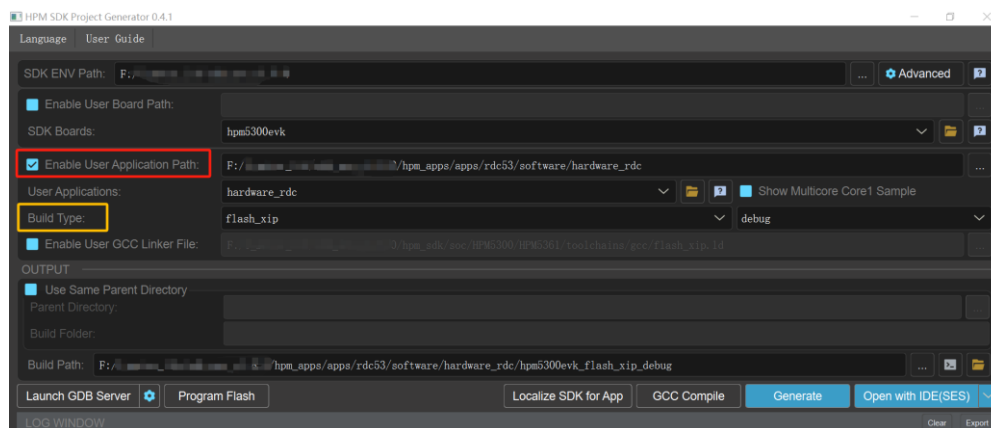 HPM SDK Project Generator 0.4.1
Language User Guide
SDK ENV Path: F:/ ... Advanced
Enable User Board Path: ...
SDK Boards: hpm5300evk
Enable User Application Path: F:/ /hpm_apps/apps/rdc53/software/hardware_rdc ...
User Applications: hardware_rdc Show Multicore Core1 Sample
Build Type: flash_xip debug
Enable User GCC Linker File: /hpm_sdk/soc/HPM5300/HPM5361/toolchains/gcc/flash_xip.ld ...
OUTPUT
Use Same Parent Directory
Parent Directory: ...
Build Folder:
Build Path: F:/ /hpm_apps/apps/rdc53/software/hardware_rdc/hpm5300evk_flash_xip_debug ...
Launch GDB Server Program Flash Localize SDK for App GCC Compile Generate Open with IDE(SES)
LOG WINDOW Clear Export